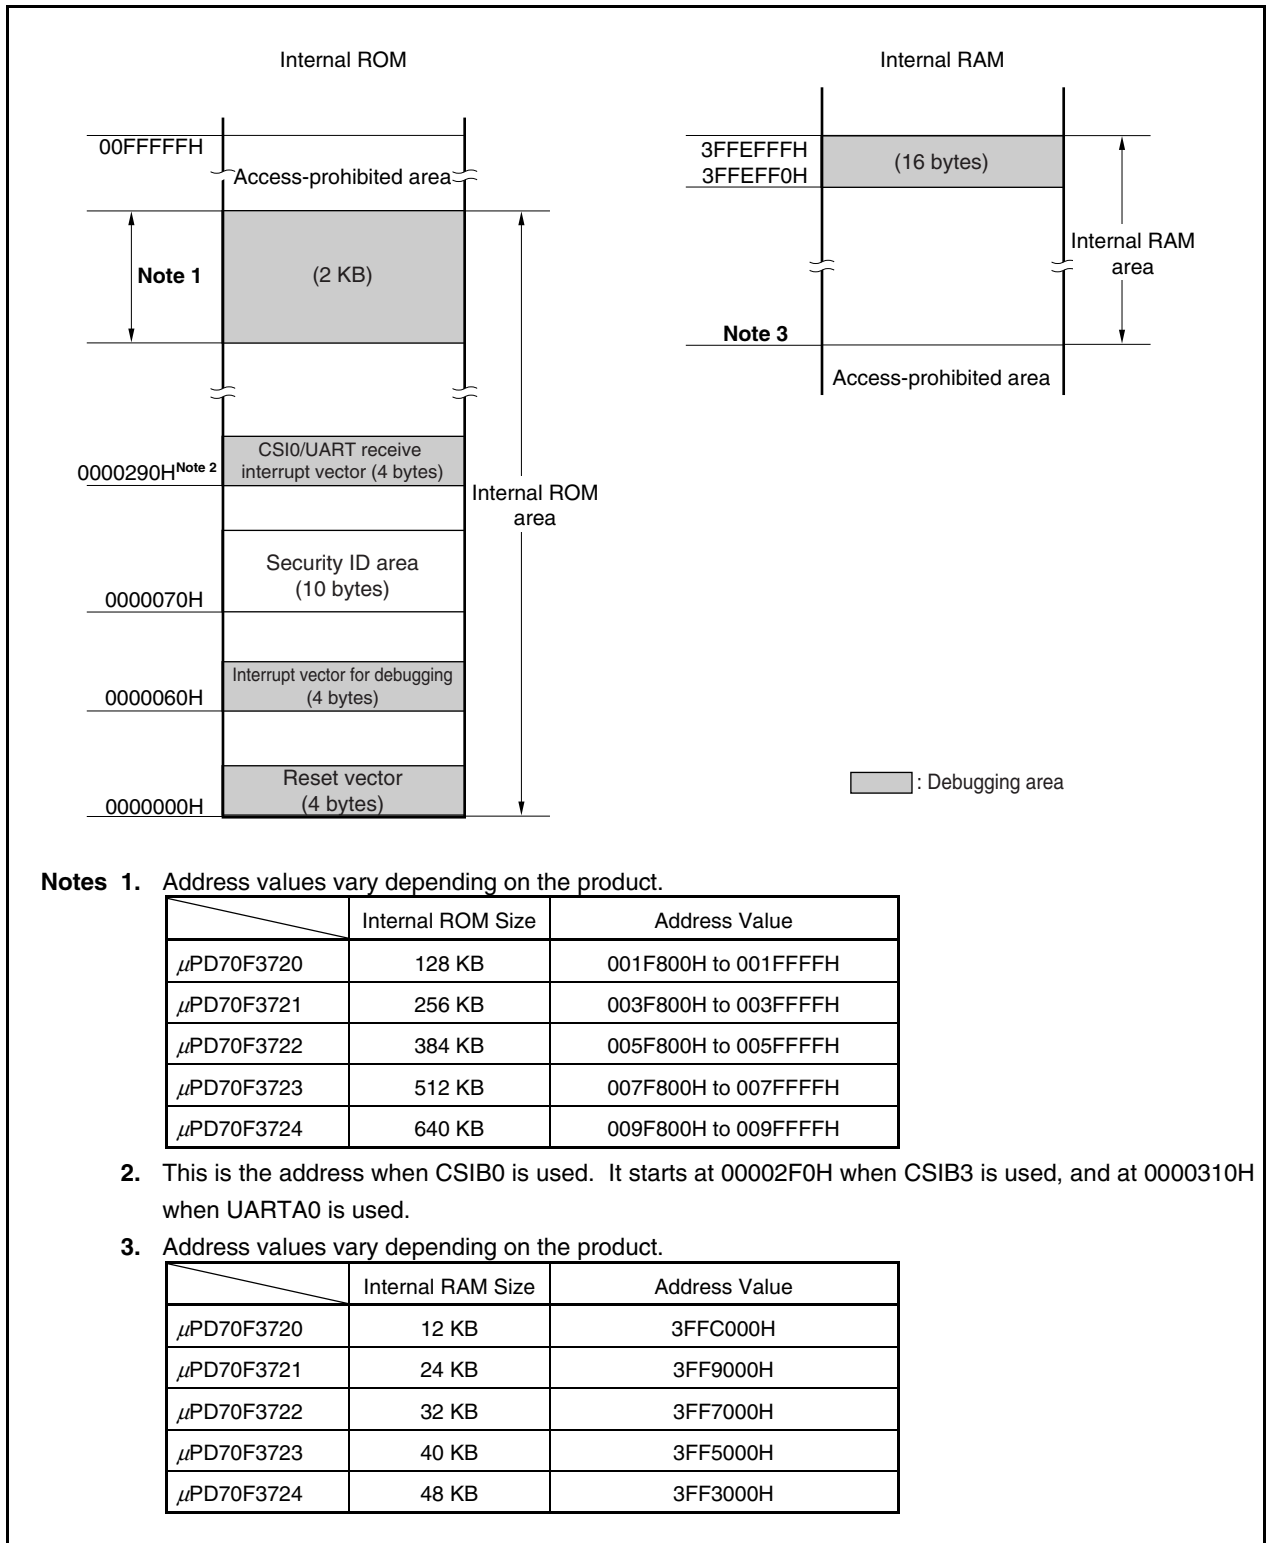 Internal ROM
00FFFFFH
Access-prohibited area
Note 1
(2 KB)
CSI0/UART receive
interrupt vector (4 bytes)
0000290H Note 2
Internal ROM
area
Security ID area
(10 bytes)
0000070H
Interrupt vector for debugging
(4 bytes)
0000060H
Reset vector
(4 bytes)
0000000H
Internal RAM
3FFEFFFH
3FFEFF0H
(16 bytes)
Internal RAM
area
Note 3
Access-prohibited area
: Debugging area
Notes 1. Address values vary depending on the product.
Internal ROM Size Address Value
μPD70F3720 128 KB 001F800H to 001FFFFH
μPD70F3721 256 KB 003F800H to 003FFFFH
μPD70F3722 384 KB 005F800H to 005FFFFH
μPD70F3723 512 KB 007F800H to 007FFFFH
μPD70F3724 640 KB 009F800H to 009FFFFH
2. This is the address when CSIB0 is used. It starts at 00002F0H when CSIB3 is used, and at 0000310H
when UARTA0 is used.
3. Address values vary depending on the product.
Internal RAM Size Address Value
μPD70F3720 12 KB 3FFC000H
μPD70F3721 24 KB 3FF9000H
μPD70F3722 32 KB 3FF7000H
μPD70F3723 40 KB 3FF5000H
μPD70F3724 48 KB 3FF3000H